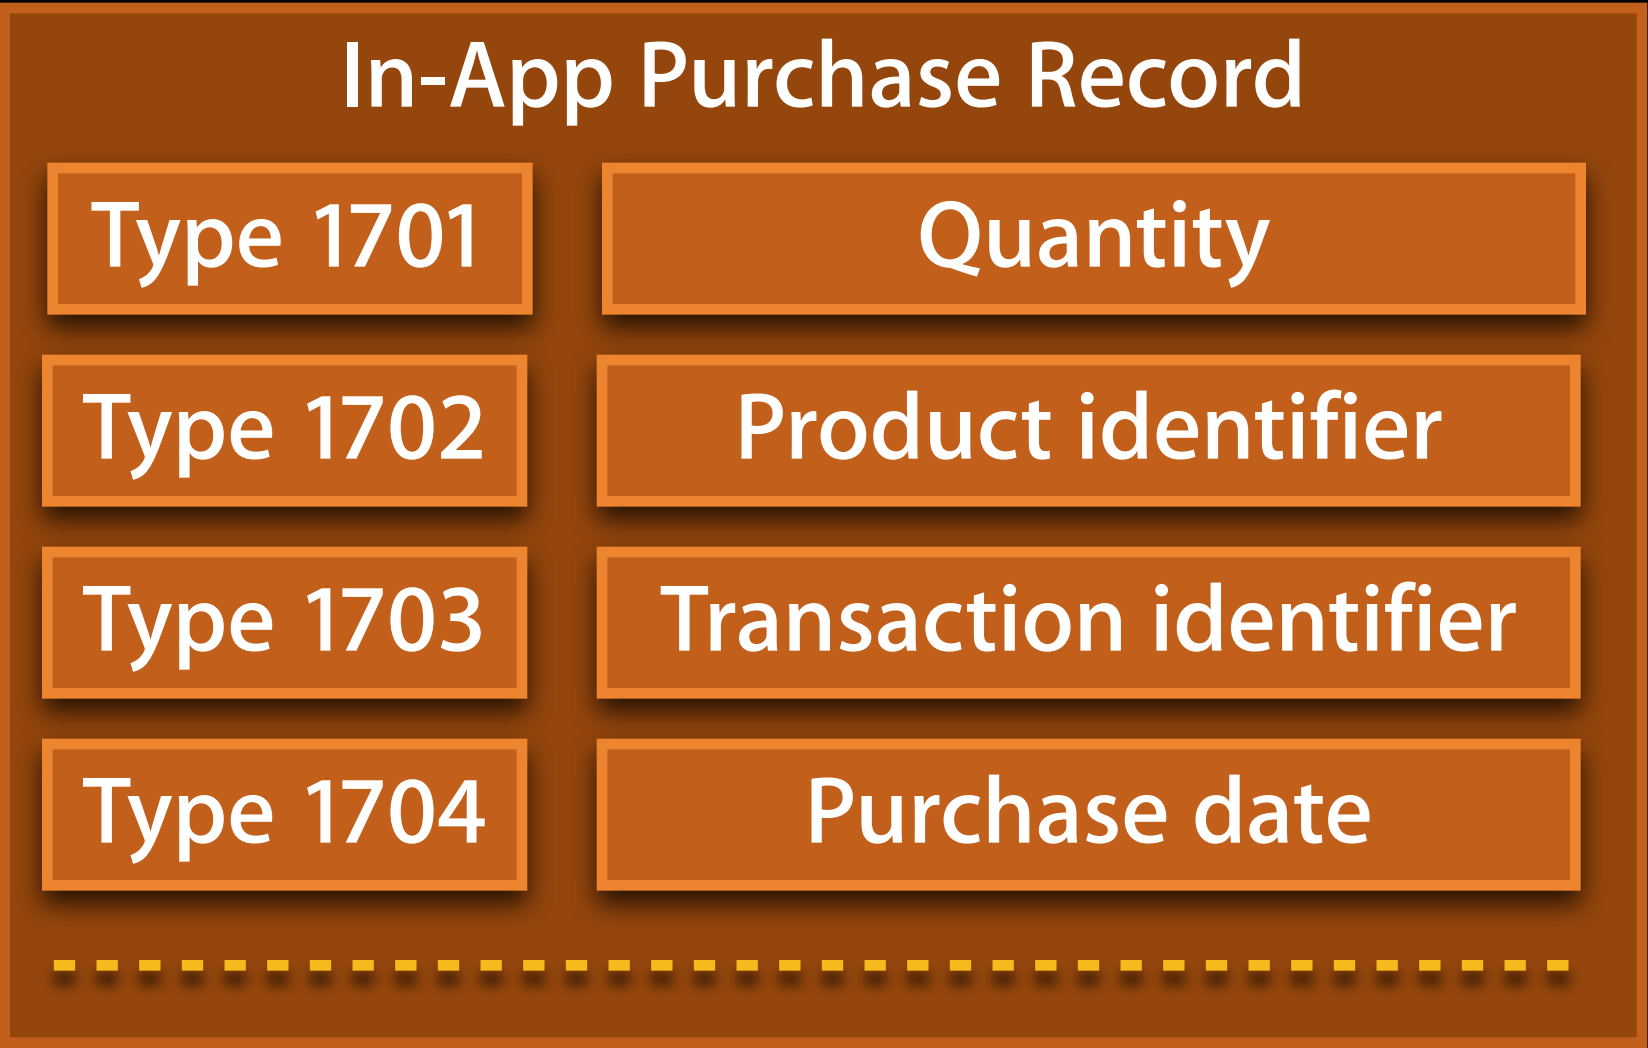 In-App Purchase Record
Type 1701 Quantity
Type 1702 Product identifier
Type 1703 Transaction identifier
Type 1704 Purchase date